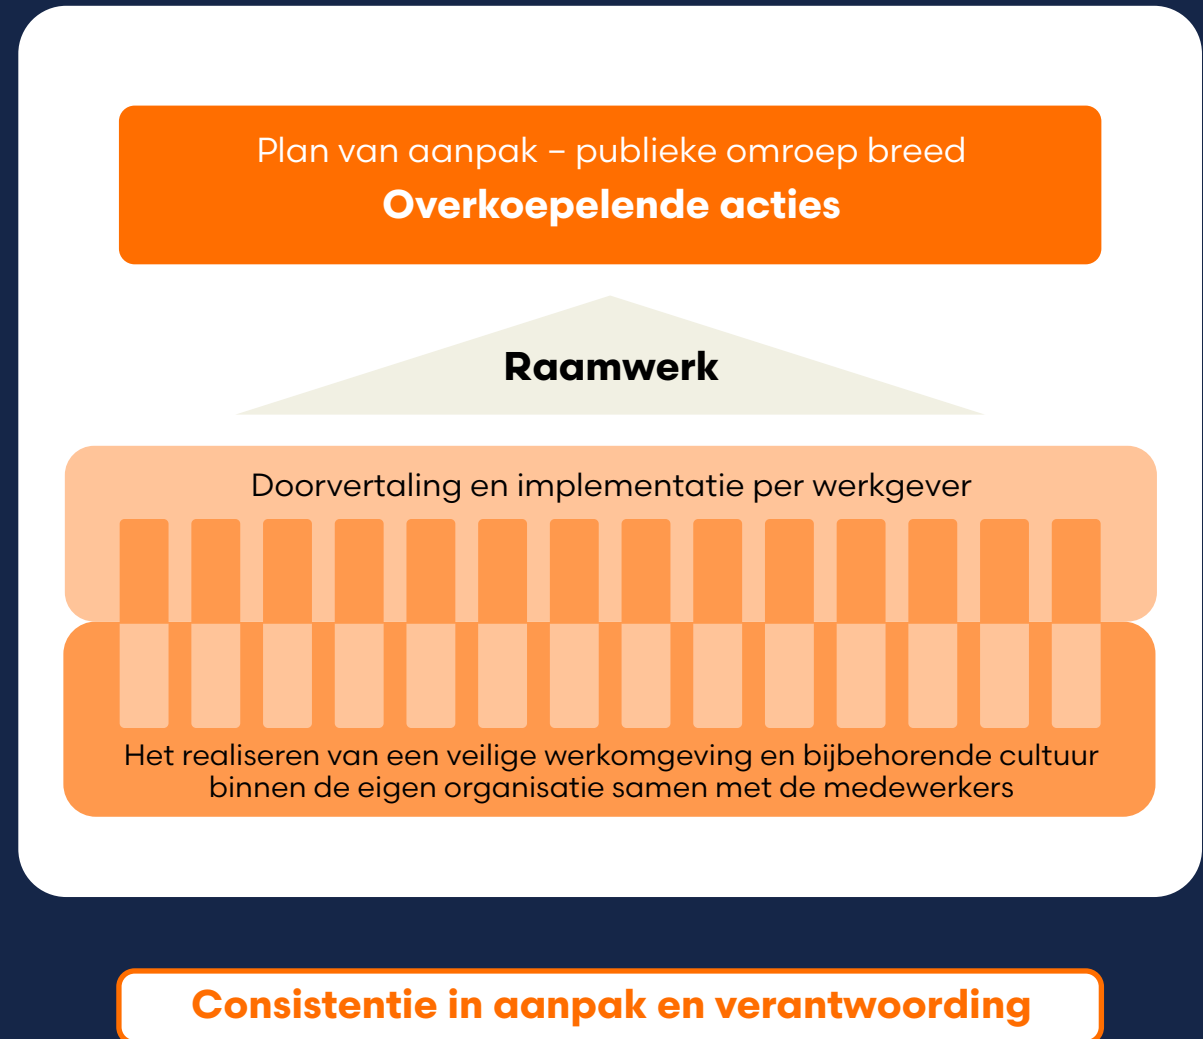 Plan van aanpak – publieke omroep breed
Overkoepelende acties
Raamwerk
Doorvertaling en implementatie per werkgever
Het realiseren van een veilige werkomgeving en bijbehorende cultuur
binnen de eigen organisatie samen met de medewerkers
Consistentie in aanpak en verantwoording